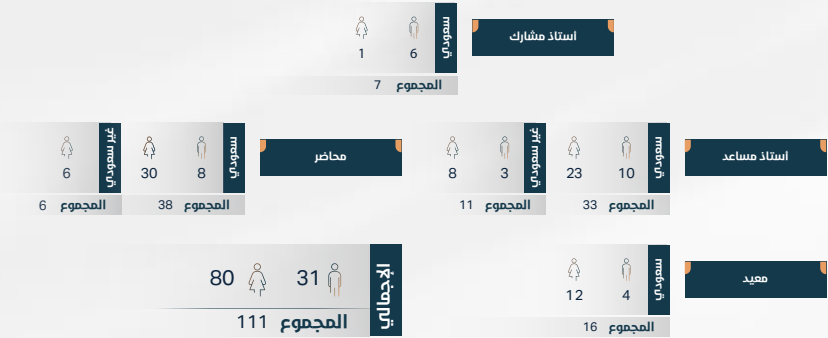 استاذ مشارك
سعودي
6 1
المجموع 7
استاذ مساعد
سعودي
10 23
المجموع 33
غير سعودي
3 8
المجموع 11
محاضر
سعودي
8 30
المجموع 38
غير سعودي
6
المجموع 6
معيد
سعودي
4 12
المجموع 16
الإجمالي
31 80
المجموع 111